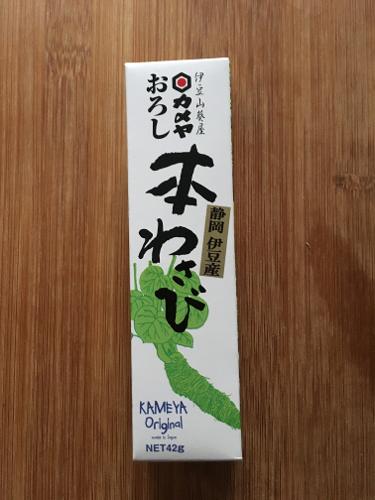 伊豆山葵屋
カメヤ
おろし
本わさび
静岡 伊豆産
KAMEYA
Original
made in Japan
NET42g